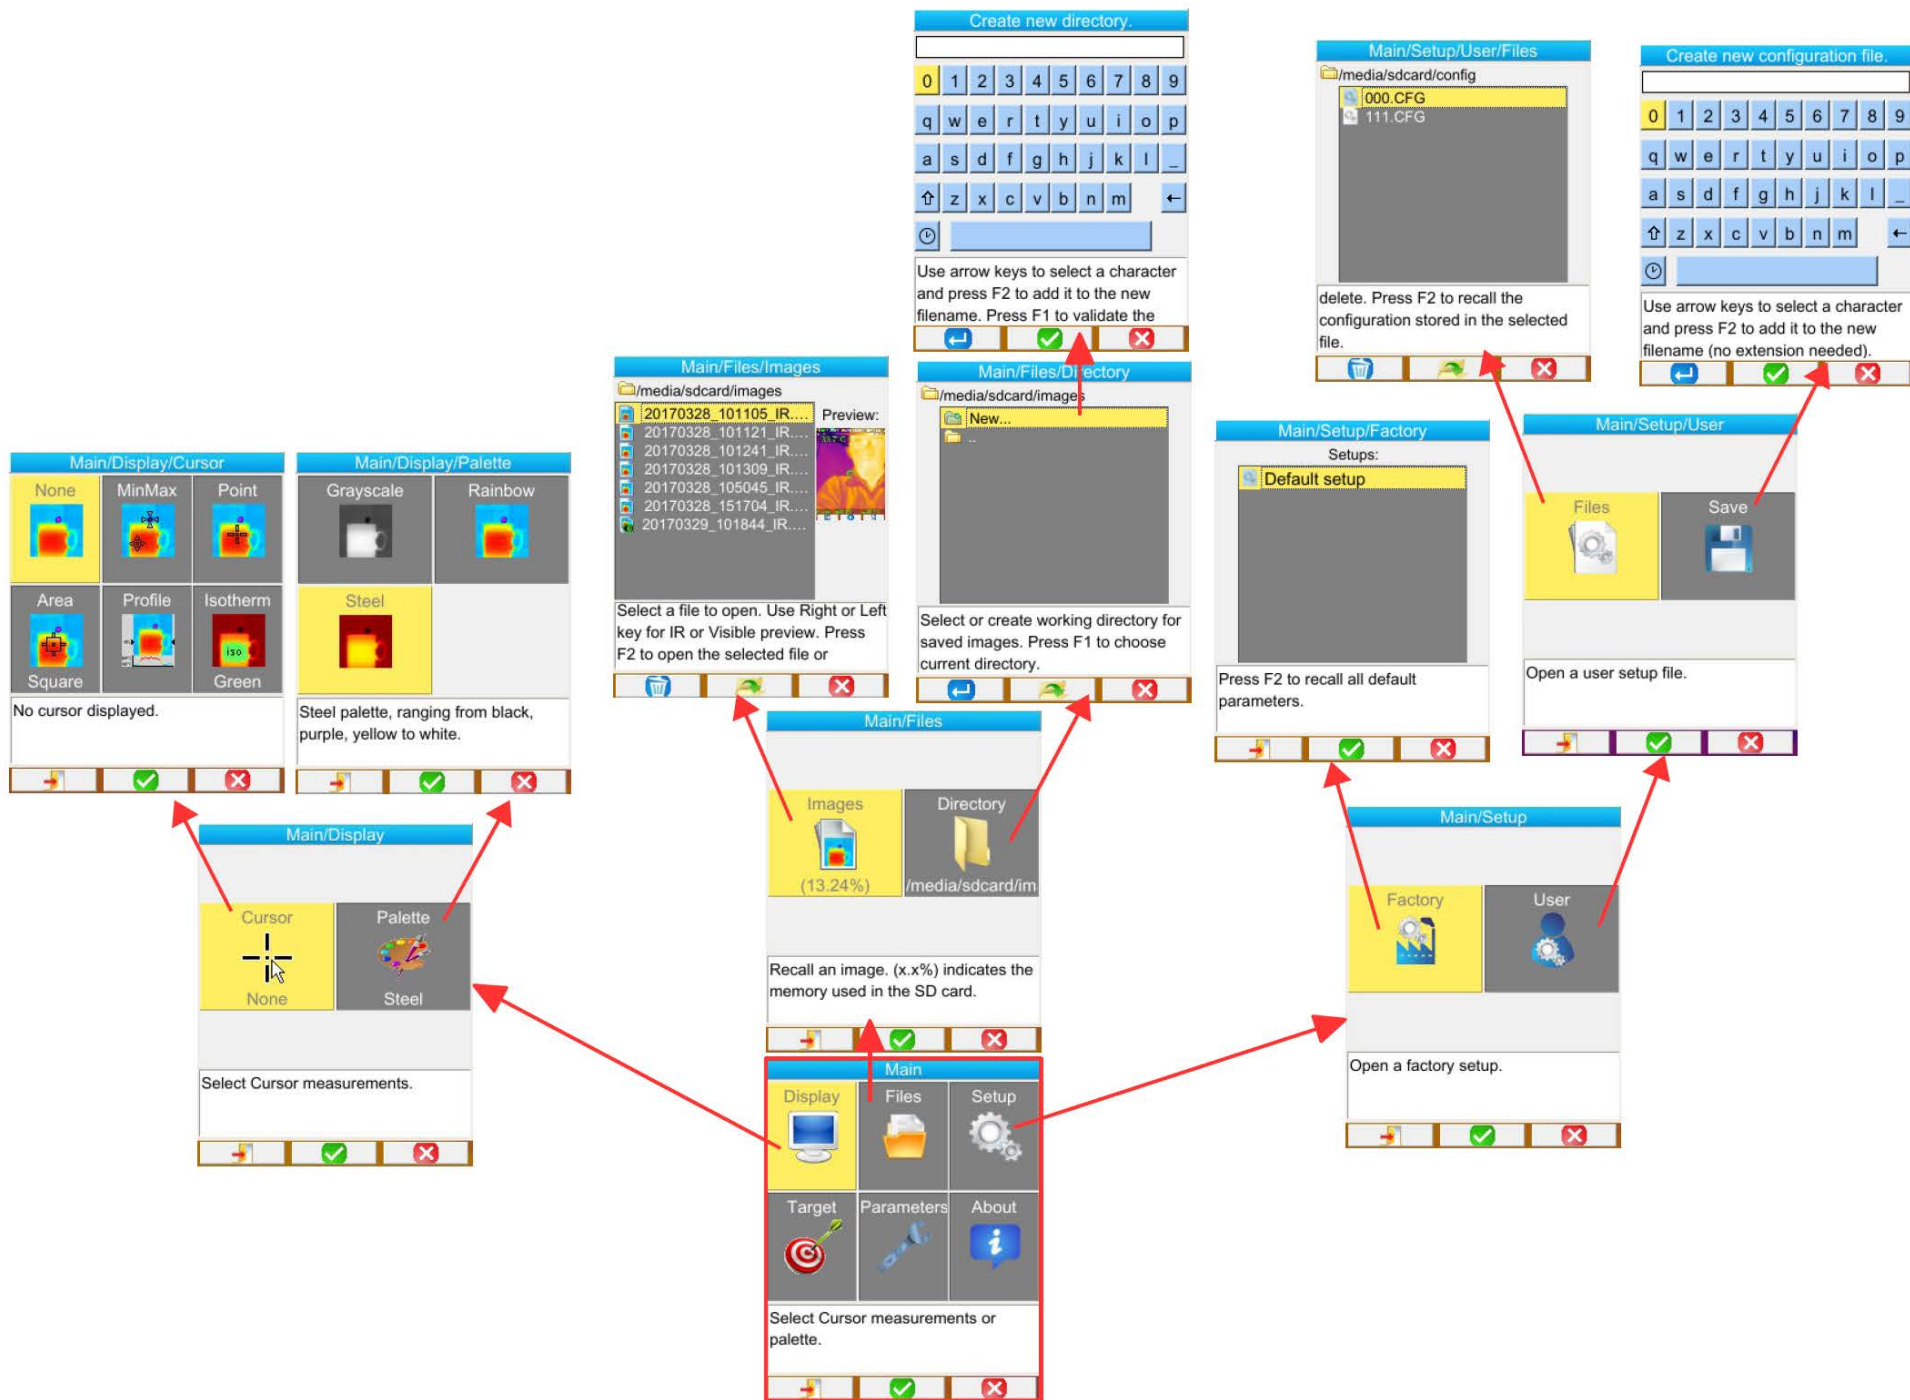 Create new directory.
0 1 2 3 4 5 6 7 8 9
q w e r t y u i o p
a s d f g h j k l _
z x c v b n m
Use arrow keys to select a character
and press F2 to add it to the new
filename. Press F1 to validate the
Main/Setup/User/Files
/media/sdcard/config
000.CFG
111.CFG
delete. Press F2 to recall the
configuration stored in the selected
file.
Create new configuration file.
0 1 2 3 4 5 6 7 8 9
q w e r t y u i o p
a s d f g h j k l _
z x c v b n m
Use arrow keys to select a character
and press F2 to add it to the new
filename (no extension needed).
Main/Files/Images
/media/sdcard/images
20170328_101105_IR....
20170328_101121_IR....
20170328_101241_IR....
20170328_101309_IR....
20170328_105045_IR....
20170328_151704_IR....
20170329_101844_IR....
Preview:
Select a file to open. Use Right or Left
key for IR or Visible preview. Press
F2 to open the selected file or
Main/Files/Directory
/media/sdcard/images
New...
..
Select or create working directory for
saved images. Press F1 to choose
current directory.
Main/Setup/Factory
Setups:
Default setup
Press F2 to recall all default
parameters.
Main/Setup/User
Files
Save
Open a user setup file.
Main/Display/Cursor
None MinMax Point
Area Profile Isotherm
iso
Square Green
No cursor displayed.
Main/Display/Palette
Grayscale Rainbow
Steel
Steel palette, ranging from black,
purple, yellow to white.
Main/Files
Images Directory
(13.24%) /media/sdcard/im
Recall an image. (x.x%) indicates the
memory used in the SD card.
Main/Display
Cursor Palette
None Steel
Select Cursor measurements.
Main/Setup
Factory User
Open a factory setup.
Main
Display Files Setup
Target Parameters About
Select Cursor measurements or
palette.